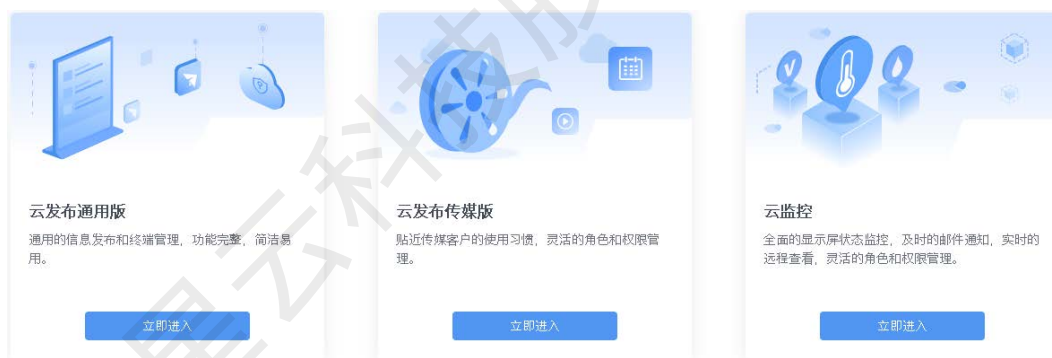 云发布通用版
通用的信息发布和终端管理，功能完整，简洁易
用。
立即进入
云发布传媒版
贴近传媒客户的使用习惯，灵活的角色和权限管
理。
立即进入
云监控
全面的显示屏状态监控，及时的邮件通知，实时的
远程查看，灵活的角色和权限管理。
立即进入
星云科技股